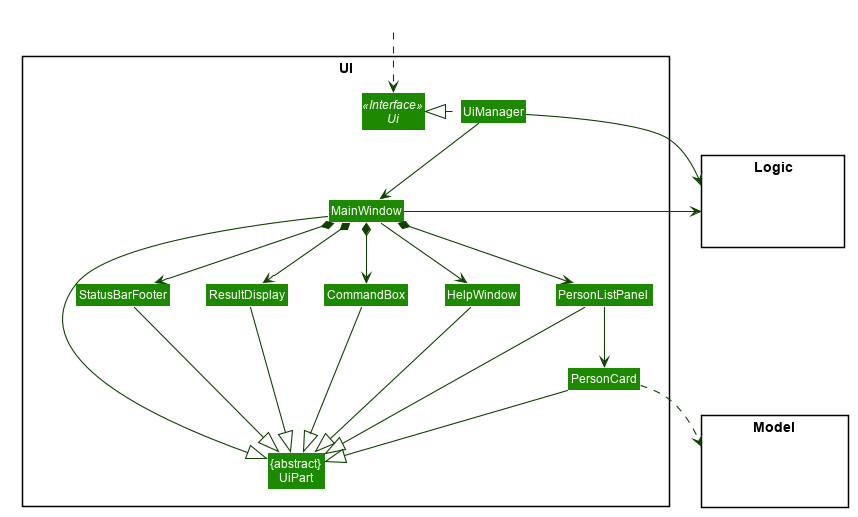 UI
«Interface»
Ui
UiManager
Logic
MainWindow
StatusBarFooter
ResultDisplay
CommandBox
HelpWindow
PersonListPanel
PersonCard
Model
{abstract}
UiPart